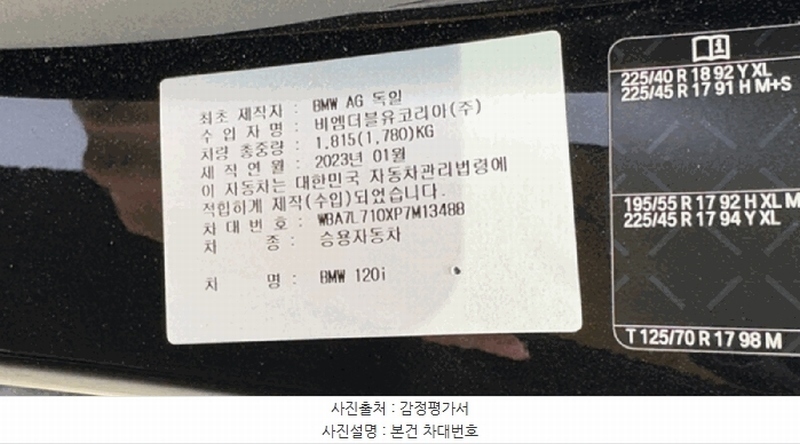 최초 제작자 : BMW AG 독일
수 입 자 명 : 비엠더블유코리아(주)
차량 총중량 : 1,815(1,780)KG
제 작 연 월 : 2023년 01월
이 자동차는 대한민국 자동차관리법령에
적합하게 제작(수입)되었습니다.
차 대 번 호 : WBA7L710XP7M13488
차 종 : 승용자동차
차 명 : BMW 120i
225/40 R 18 92 Y XL
225/45 R 17 91 H M+S
195/55 R 17 92 H XL M
225/45 R 17 94 Y XL
T 125/70 R 17 98 M
사진출처 : 감정평가서
사진설명 : 본건 차대번호